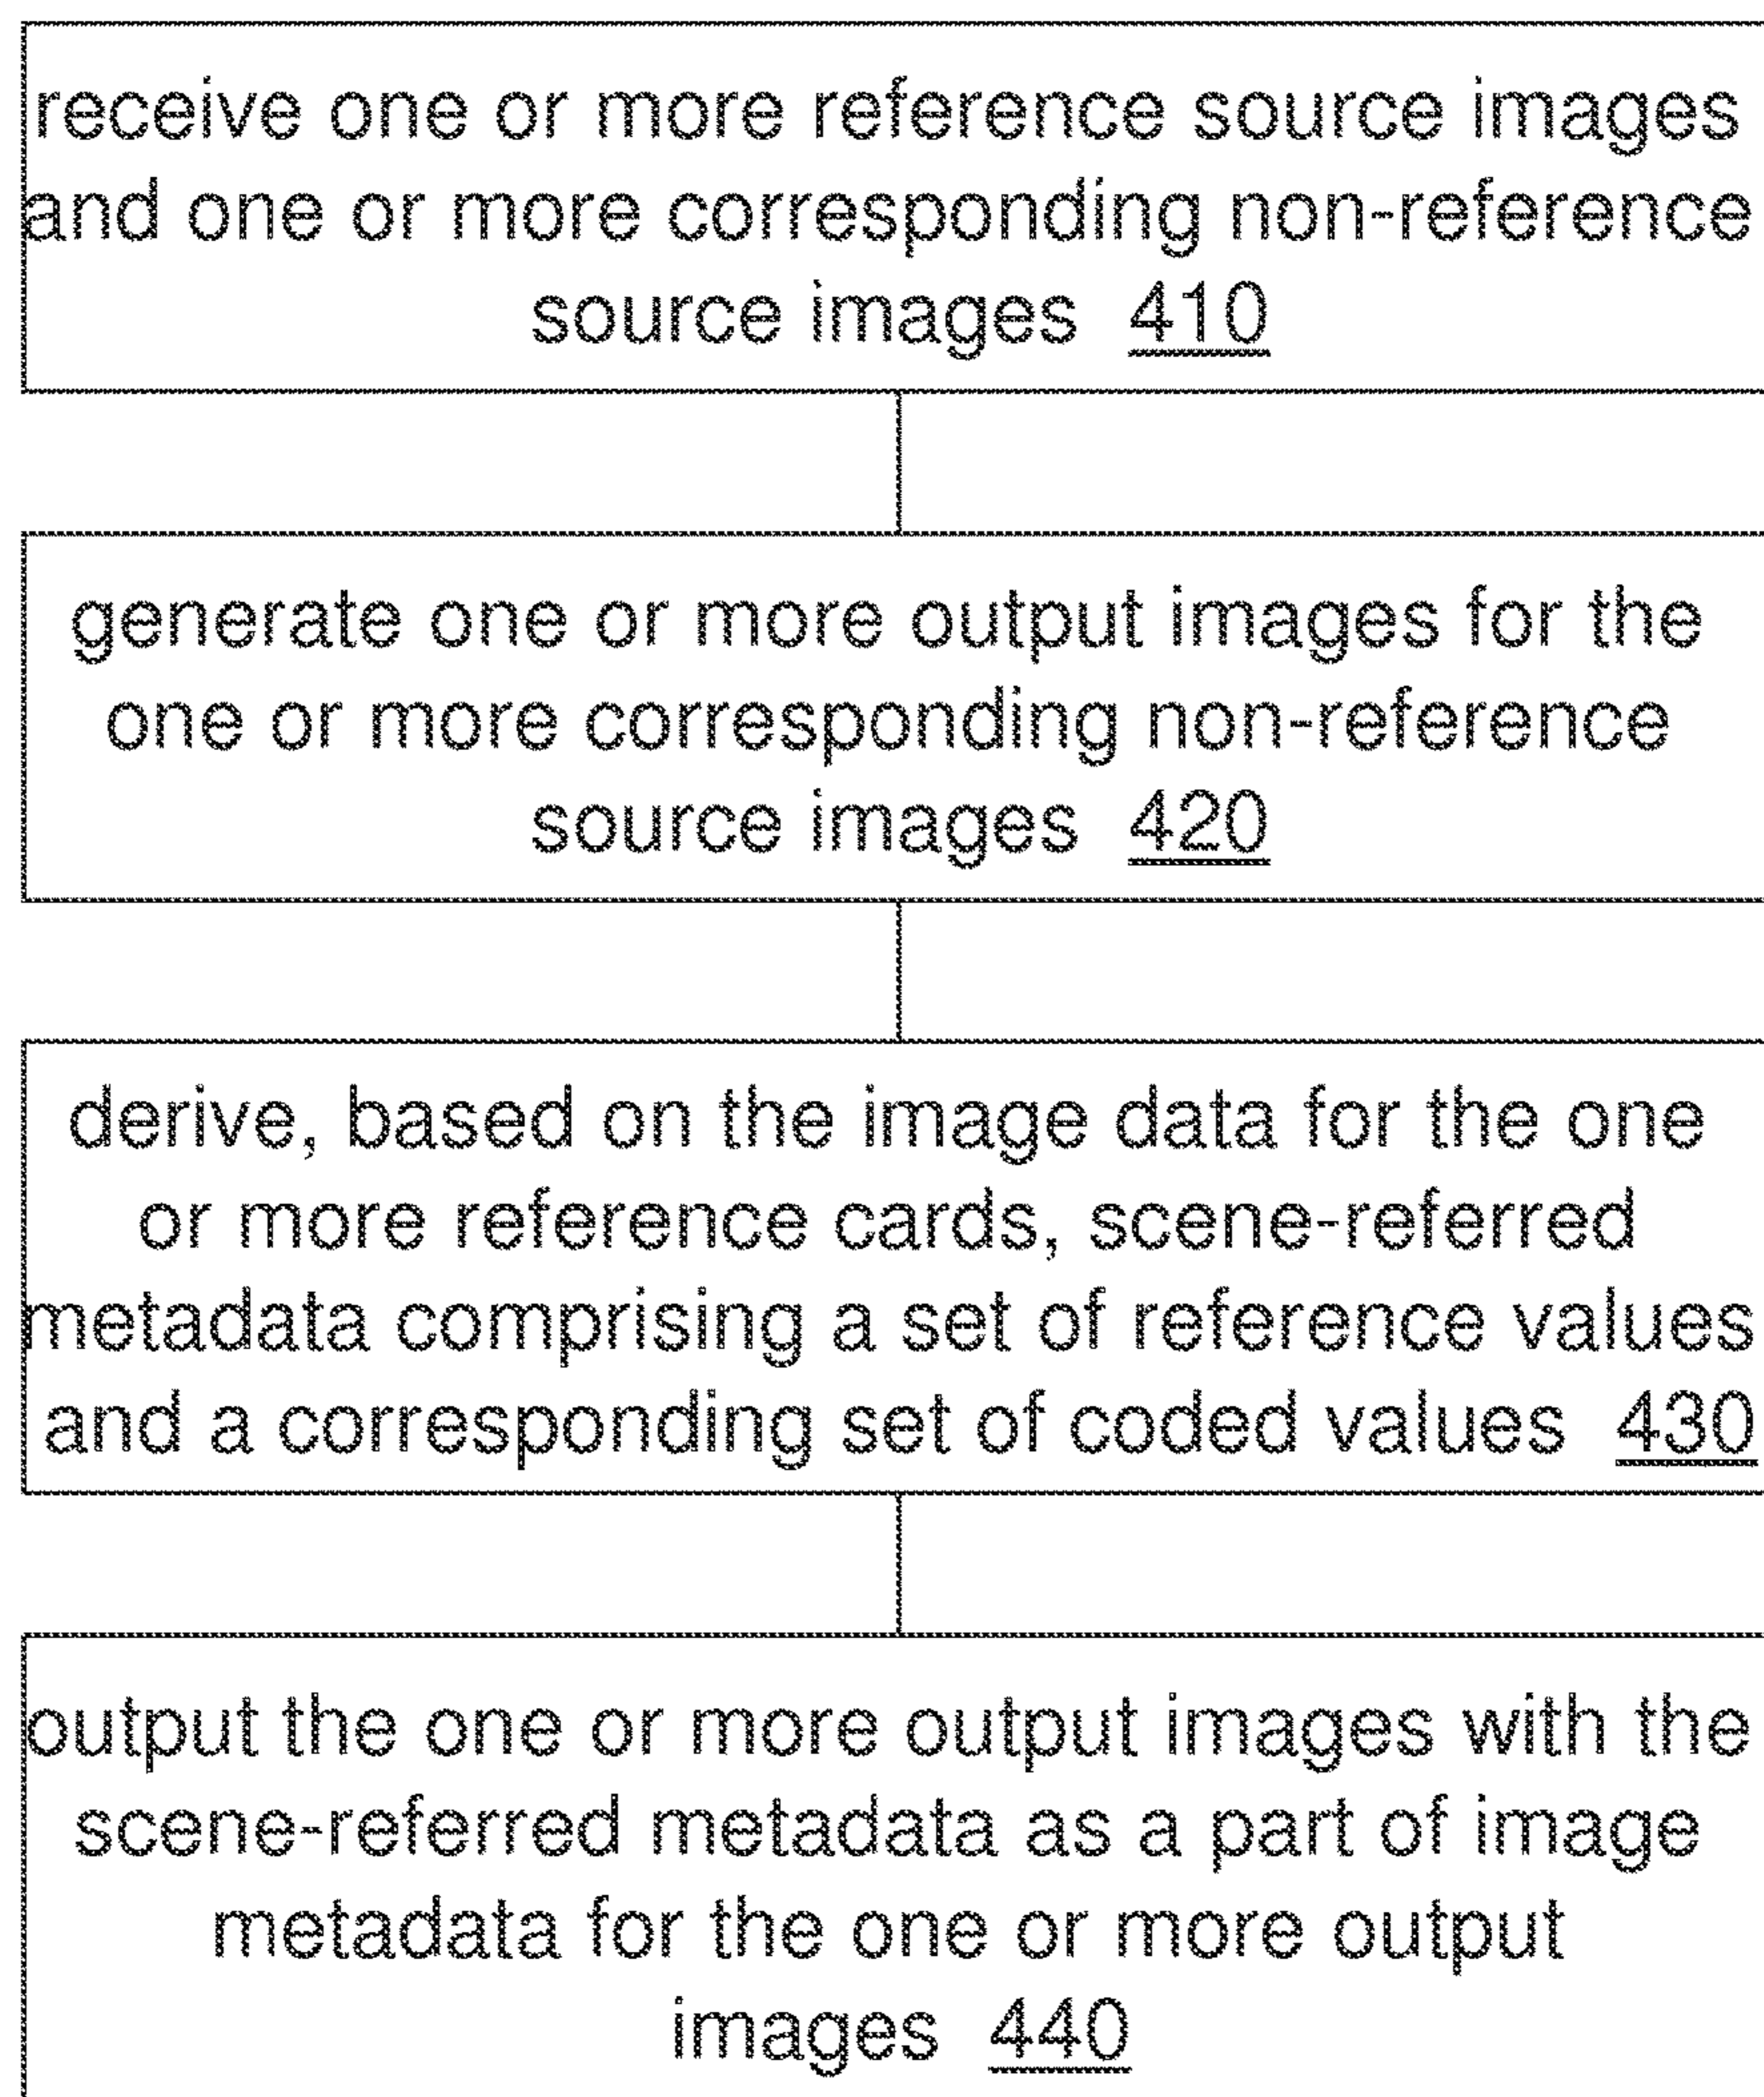 receive one or more reference source images
and one or more corresponding non-reference
source images 410
generate one or more output images for the
one or more corresponding non-reference
source images 420
derive, based on the image data for the one
or more reference cards, scene-referred
metadata comprising a set of reference values
and a corresponding set of coded values 430
output the one or more output images with the
scene-referred metadata as a part of image
metadata for the one or more output
images 440